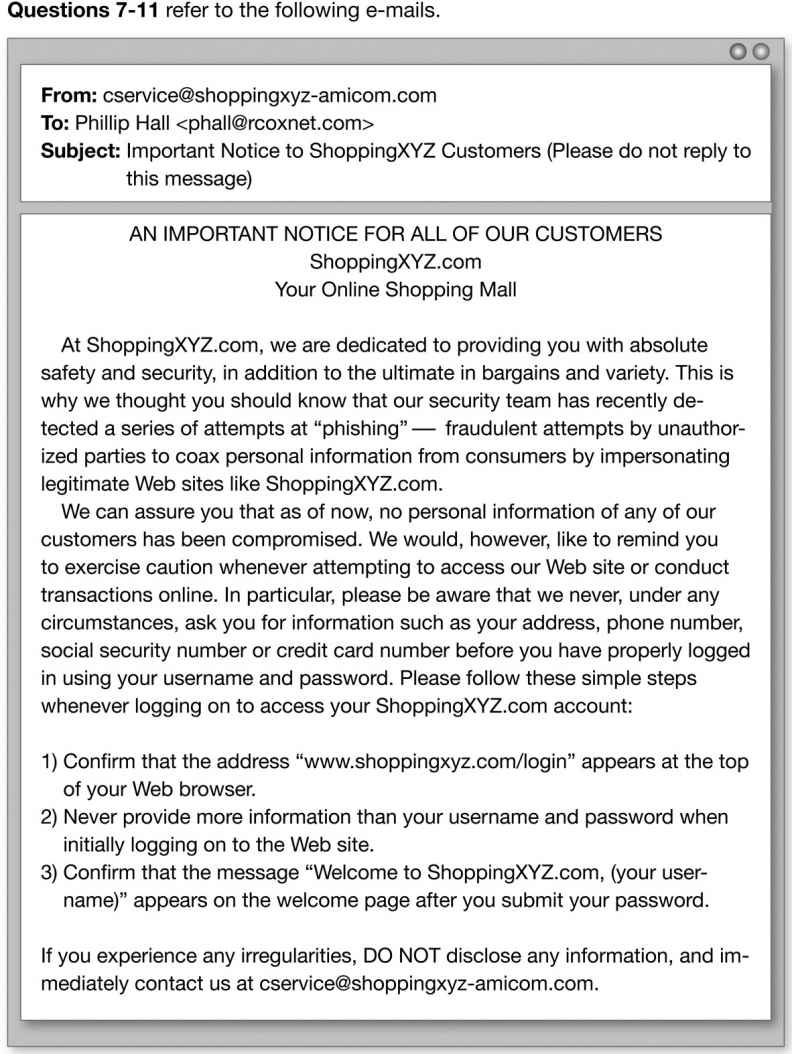 Questions 7-11 refer to the following e-mails.
From: cservice@shoppingxyz-amicom.com
To: Phillip Hall <phall@rcoxnet.com>
Subject: Important Notice to ShoppingXYZ Customers (Please do not reply to
this message)
AN IMPORTANT NOTICE FOR ALL OF OUR CUSTOMERS
ShoppingXYZ.com
Your Online Shopping Mall
At ShoppingXYZ.com, we are dedicated to providing you with absolute
safety and security, in addition to the ultimate in bargains and variety. This is
why we thought you should know that our security team has recently de-
tected a series of attempts at “phishing” — fraudulent attempts by unauthor-
ized parties to coax personal information from consumers by impersonating
legitimate Web sites like ShoppingXYZ.com.
We can assure you that as of now, no personal information of any of our
customers has been compromised. We would, however, like to remind you
to exercise caution whenever attempting to access our Web site or conduct
transactions online. In particular, please be aware that we never, under any
circumstances, ask you for information such as your address, phone number,
social security number or credit card number before you have properly logged
in using your username and password. Please follow these simple steps
whenever logging on to access your ShoppingXYZ.com account:
1) Confirm that the address “www.shoppingxyz.com/login” appears at the top
of your Web browser.
2) Never provide more information than your username and password when
initially logging on to the Web site.
3) Confirm that the message “Welcome to ShoppingXYZ.com, (your user-
name)” appears on the welcome page after you submit your password.
If you experience any irregularities, DO NOT disclose any information, and im-
mediately contact us at cservice@shoppingxyz-amicom.com.